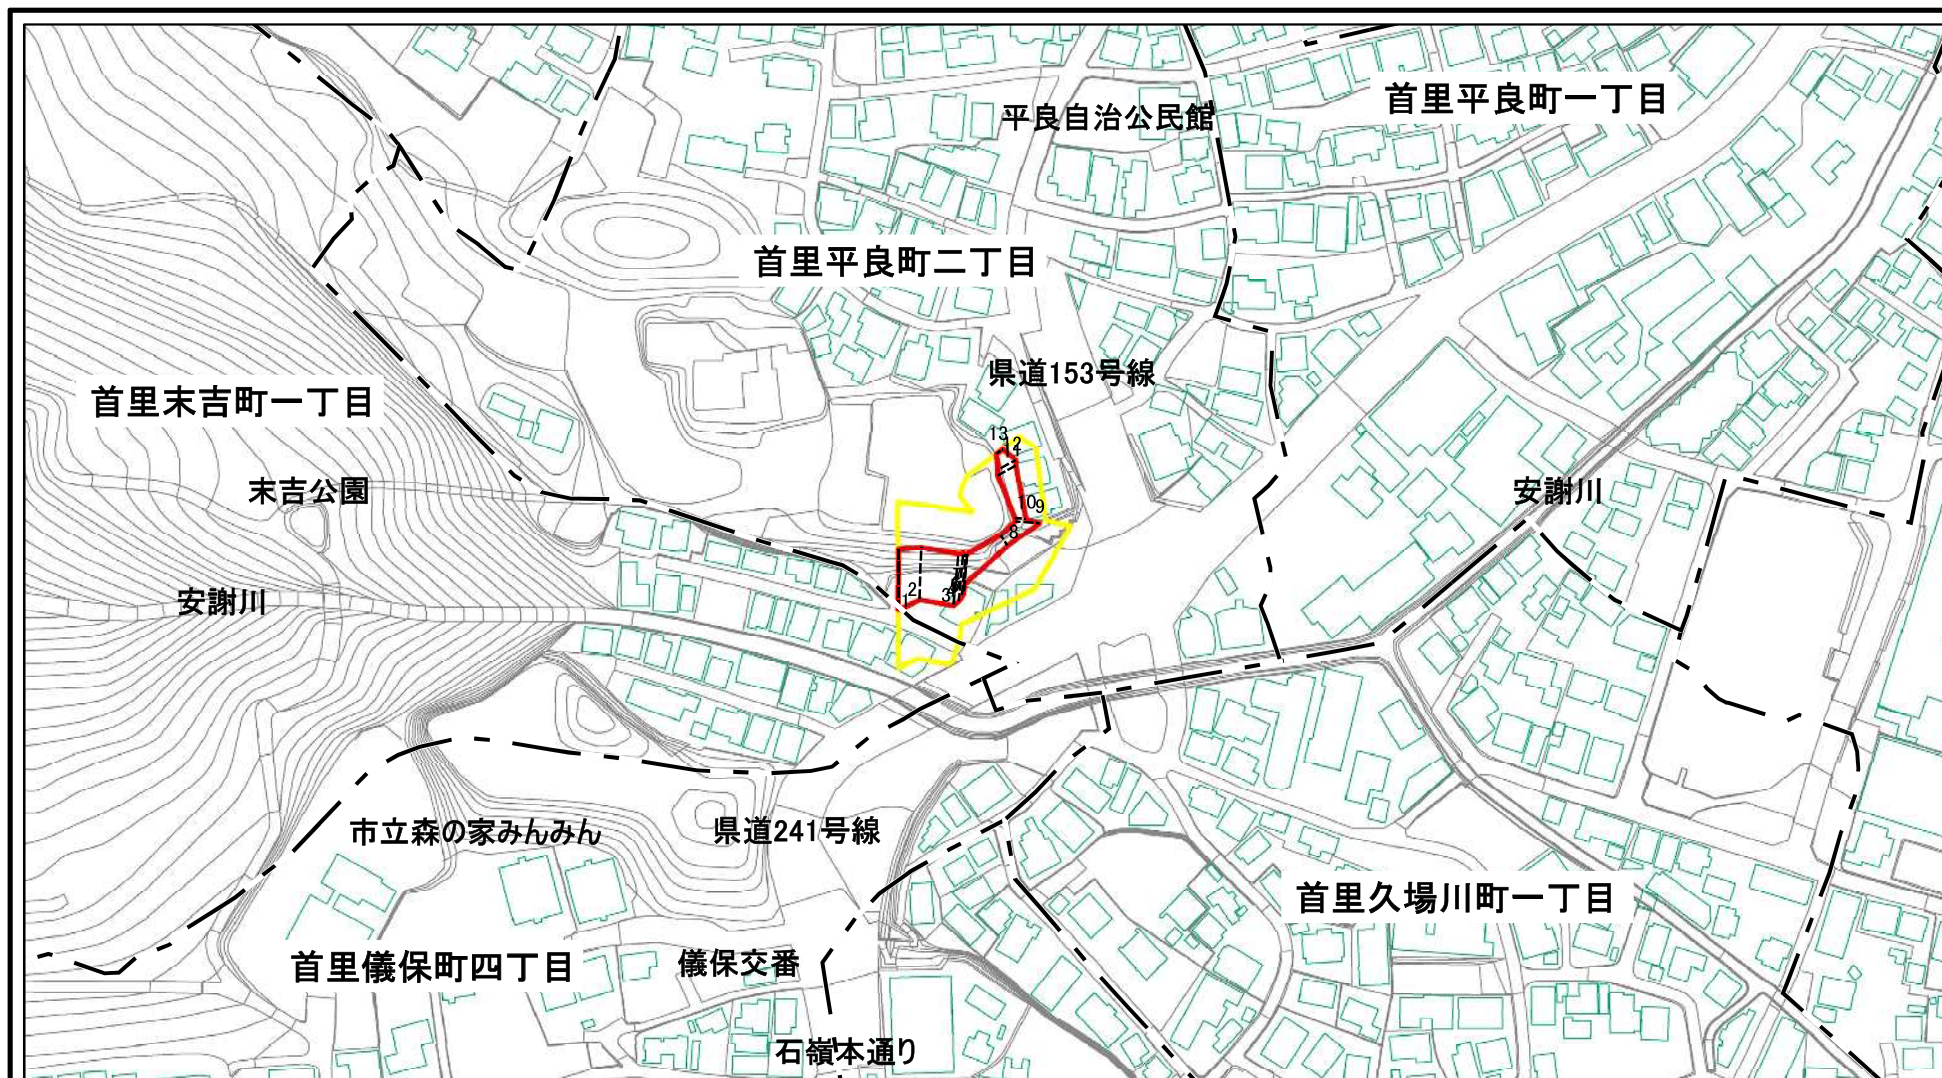 首里平良町一丁目
平良自治公民館
首里平良町二丁目
県道153号線
首里末吉町一丁目
13
12
末吉公園
安謝川
10
9
8
安謝川
2
1
3
市立森の家みんみん
県道241号線
首里久場川町一丁目
首里儀保町四丁目
儀保交番
石嶺本通り